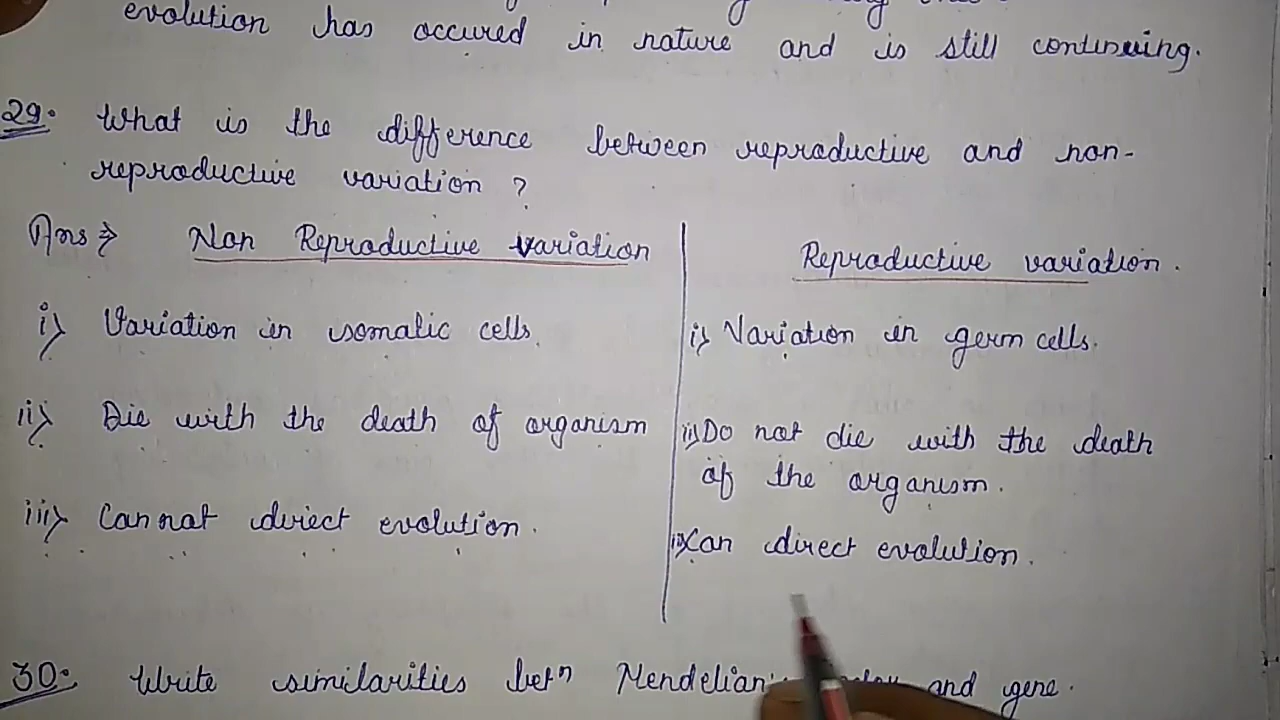 evolution has occured in nature and is still continuing.
29. What is the difference between reproductive and non-
reproductive variation ?
Ans ⇒ Non Reproductive variation
i) Variation in somatic cells.
ii) Die with the death of organism
iii) Cannot direct evolution.
Reproductive variation.
i) Variation in germ cells.
ii) Do not die with the death
of the organism.
iii) Can direct evolution.
30. Write similarities betn Mendelian and gene.